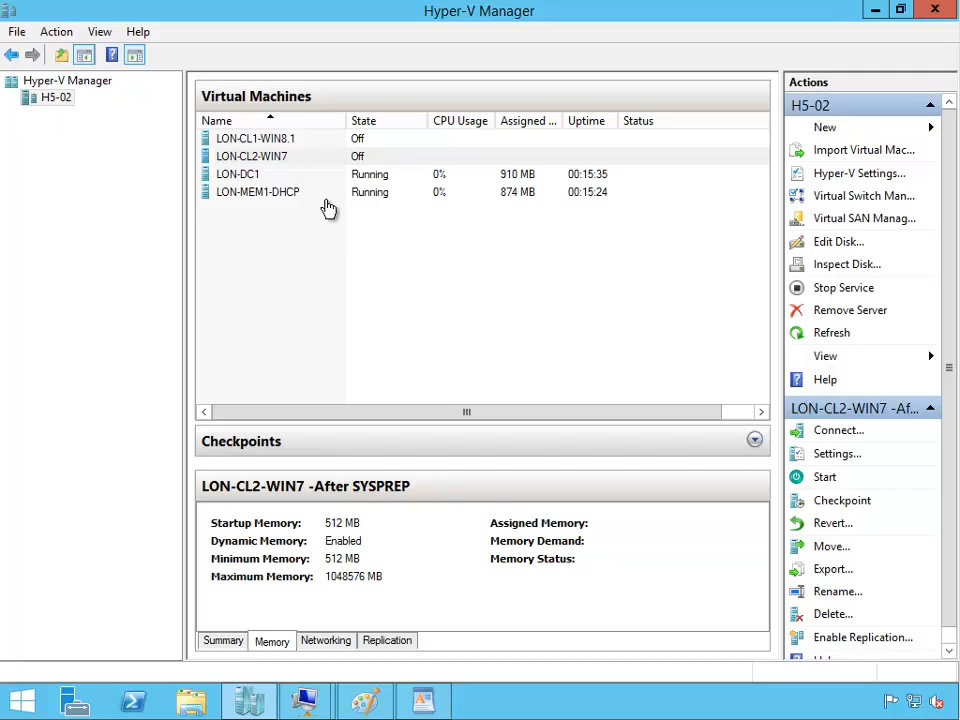 Hyper-V Manager
File Action View Help
Hyper-V Manager
H5-02
Virtual Machines
Name State CPU Usage Assigned ... Uptime Status
LON-CL1-WIN8.1 Off
LON-CL2-WIN7 Off
LON-DC1 Running 0% 910 MB 00:15:35
LON-MEM1-DHCP Running 0% 874 MB 00:15:24
Checkpoints
LON-CL2-WIN7 -After SYSPREP
Startup Memory: 512 MB Assigned Memory:
Dynamic Memory: Enabled Memory Demand:
Minimum Memory: 512 MB Memory Status:
Maximum Memory: 1048576 MB
Summary Memory Networking Replication
Actions
H5-02
New
Import Virtual Mac...
Hyper-V Settings...
Virtual Switch Man...
Virtual SAN Manag...
Edit Disk...
Inspect Disk...
Stop Service
Remove Server
Refresh
View
Help
LON-CL2-WIN7 -Af...
Connect...
Settings...
Start
Checkpoint
Revert...
Move...
Export...
Rename...
Delete...
Enable Replication...